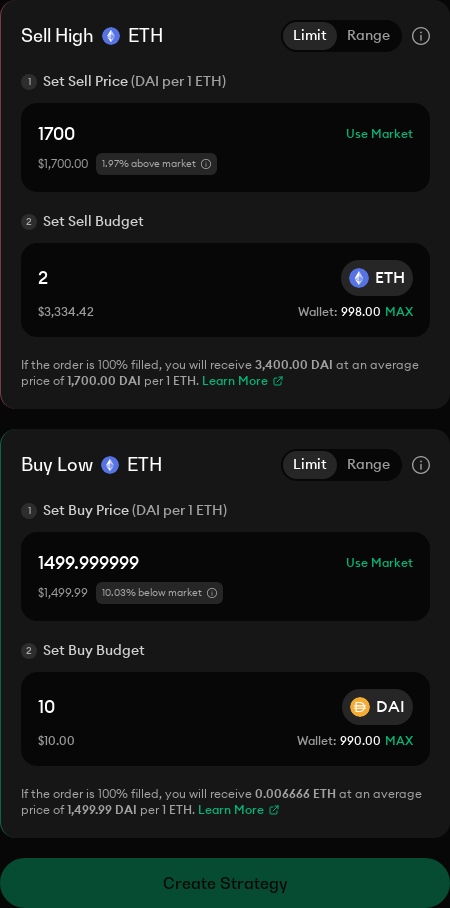 Sell High ETH Limit Range
1 Set Sell Price (DAI per 1 ETH)
1700 Use Market
$1,700.00 1.97% above market
2 Set Sell Budget
2 ETH
$3,334.42 Wallet: 998.00 MAX
If the order is 100% filled, you will receive 3,400.00 DAI at an average
price of 1,700.00 DAI per 1 ETH. Learn More
Buy Low ETH Limit Range
1 Set Buy Price (DAI per 1 ETH)
1499.999999 Use Market
$1,499.99 10.03% below market
2 Set Buy Budget
10 DAI
$10.00 Wallet: 990.00 MAX
If the order is 100% filled, you will receive 0.006666 ETH at an average
price of 1,499.99 DAI per 1 ETH. Learn More
Create Strategy